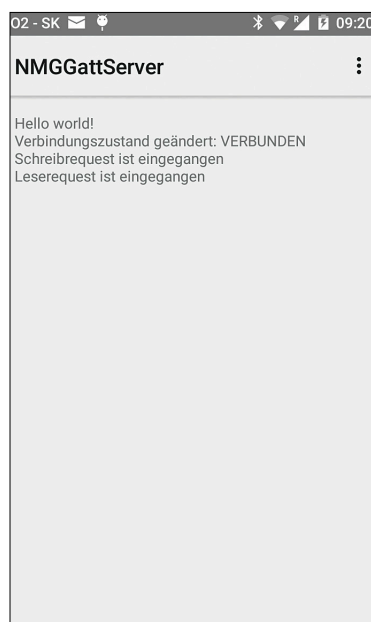 O2 - SK R 09:20
NMGGattServer
Hello world!
Verbindungszustand geändert: VERBUNDEN
Schreibrequest ist eingegangen
Leserequest ist eingegangen